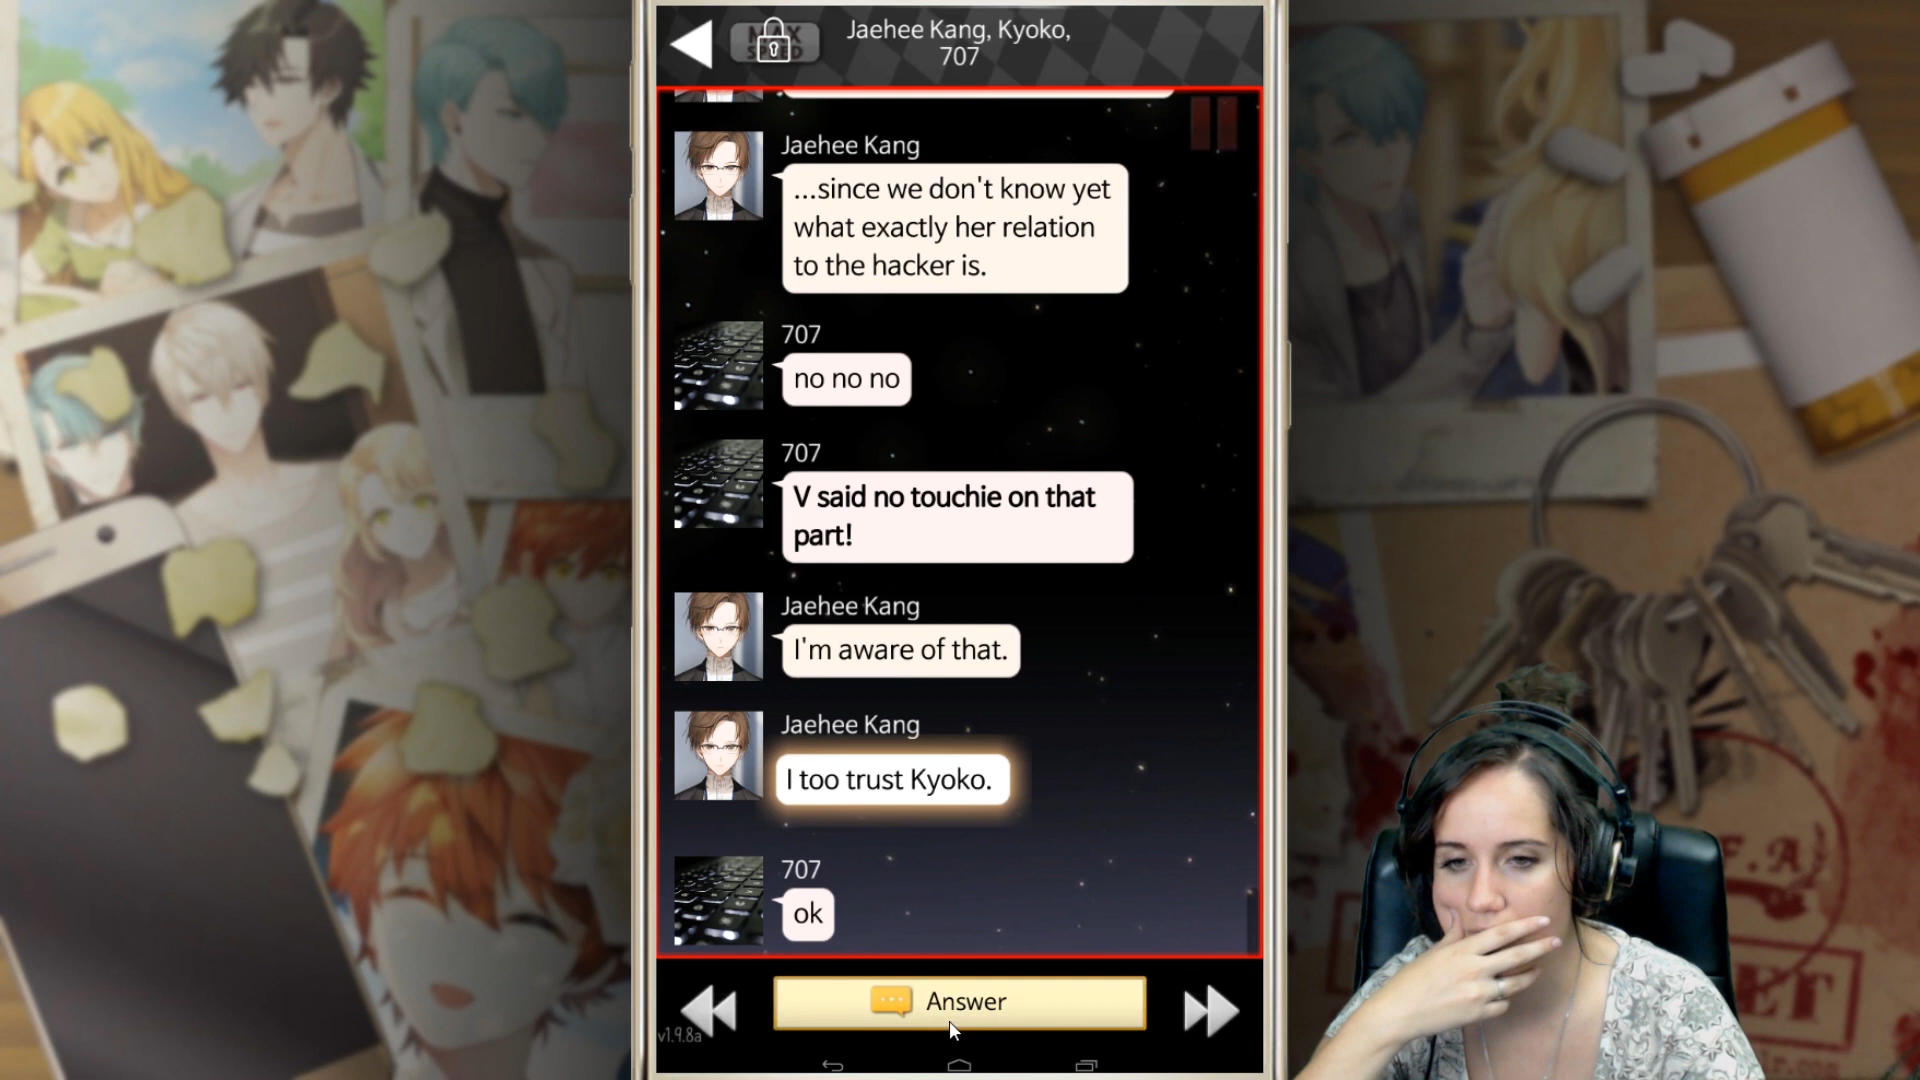 MAX
SPEED
Jaehee Kang, Kyoko,
707
Jaehee Kang
...since we don't know yet
what exactly her relation
to the hacker is.
707
no no no
707
V said no touchie on that
part!
Jaehee Kang
I'm aware of that.
Jaehee Kang
I too trust Kyoko.
707
ok
Answer
v1.9.8a